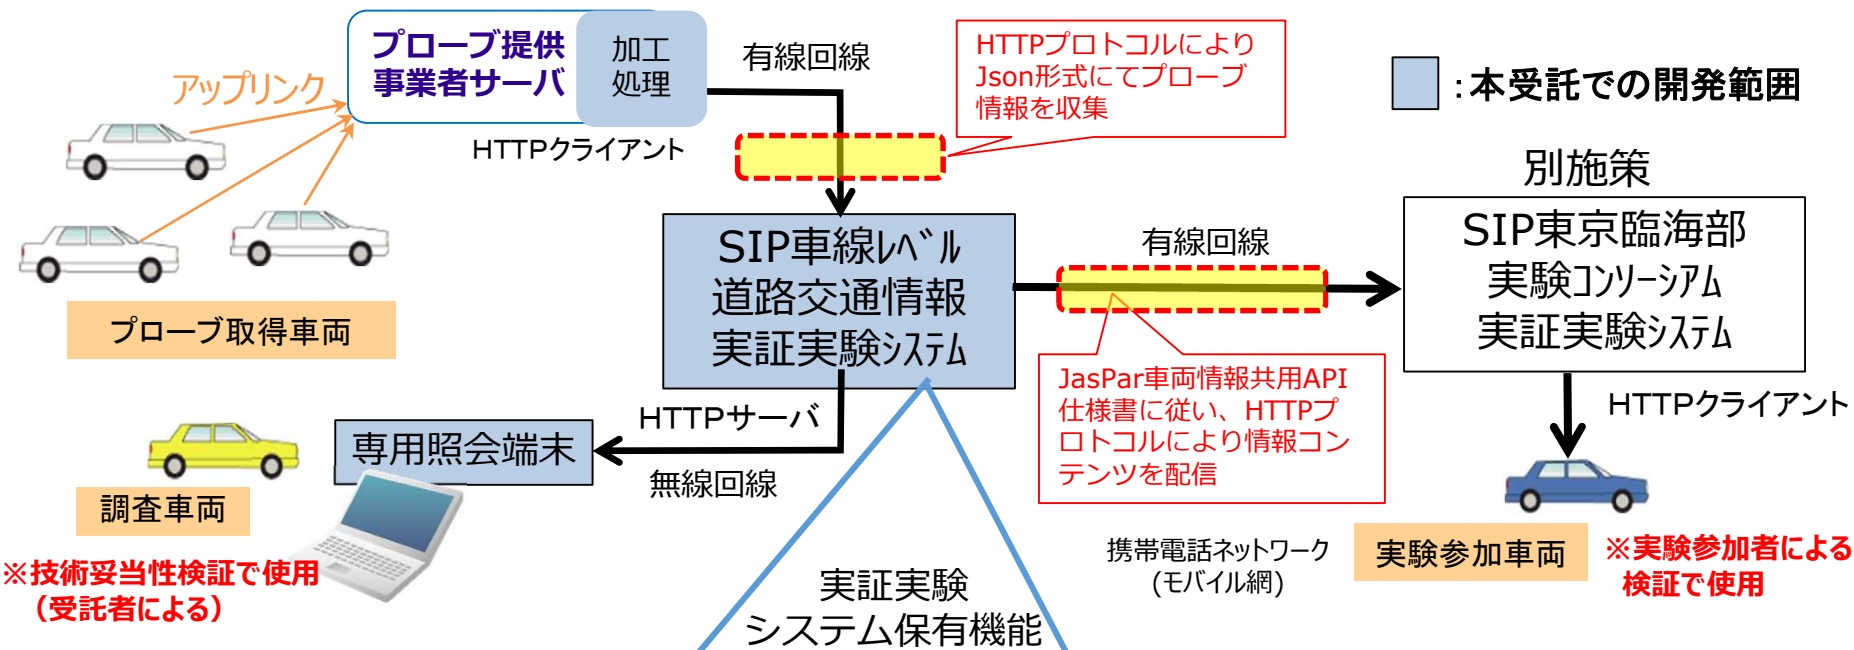 プローブ提供
事業者サーバ
加工
処理
有線回線
HTTPプロトコルにより
Json形式にてプローブ
情報を収集
:本受託での開発範囲
アップリンク
HTTPクライアント
別施策
SIP車線ﾚﾍﾞﾙ
道路交通情報
実証実験ｼｽﾃﾑ
有線回線
SIP東京臨海部
実験ｺﾝｿｰｼｱﾑ
実証実験ｼｽﾃﾑ
プローブ取得車両
JasPar車両情報共用API
仕様書に従い、HTTPプ
ロトコルにより情報コン
テンツを配信
HTTPクライアント
HTTPサーバ
専用照会端末
無線回線
調査車両
※技術妥当性検証で使用
（受託者による）
携帯電話ネットワーク
(モバイル網)
実験参加車両
※実験参加者による
検証で使用
実証実験
システム保有機能